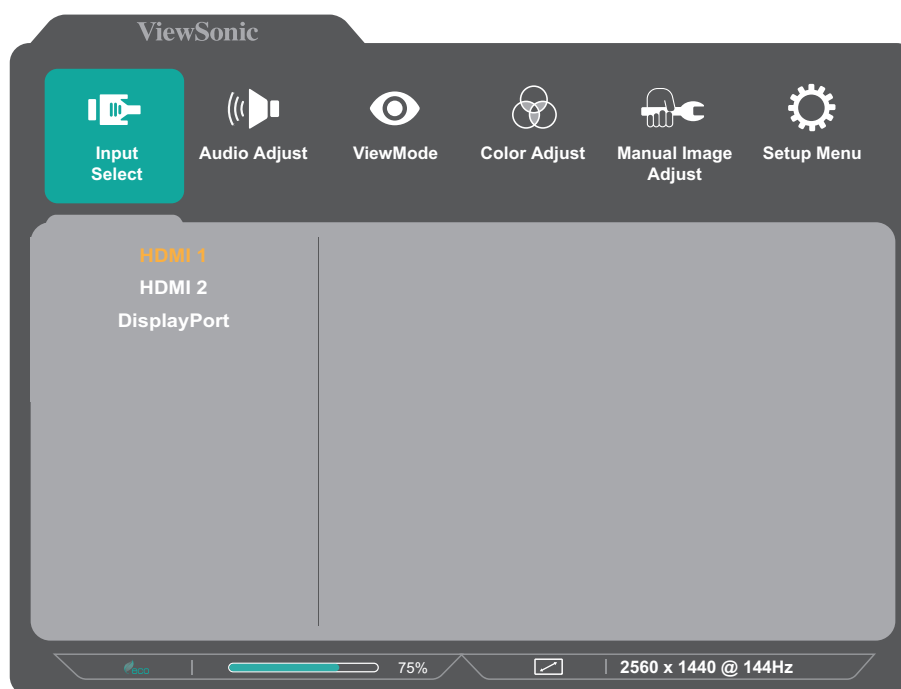 ViewSonic
Input Select
Audio Adjust
ViewMode
Color Adjust
Manual Image Adjust
Setup Menu
HDMI 1
HDMI 2
DisplayPort
eco
75%
2560 x 1440 @ 144Hz